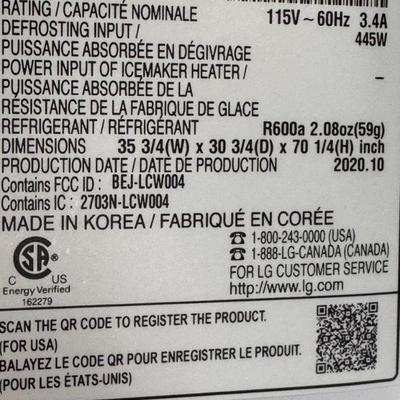 RATING / CAPACITÉ NOMINALE 115V ~ 60Hz 3.4A
DEFROSTING INPUT / 445W
PUISSANCE ABSORBÉE EN DÉGIVRAGE
POWER INPUT OF ICEMAKER HEATER / –
PUISSANCE ABSORBÉE DE LA
RÉSISTANCE DE LA FABRIQUE DE GLACE
REFRIGERANT / RÉFRIGÉRANT R600a 2.08oz(59g)
DIMENSIONS 35 3/4(W) x 30 3/4(D) x 70 1/4(H) inch
PRODUCTION DATE / DATE DE PRODUCTION 2020.10
Contains FCC ID : BEJ-LCW004
Contains IC : 2703N-LCW004
MADE IN KOREA / FABRIQUÉ EN CORÉE
☎ 1-800-243-0000 (USA)
☎ 1-888-LG-CANADA (CANADA)
FOR LG CUSTOMER SERVICE
http://www.lg.com
CSA
C US
Energy Verified
162279
SCAN THE QR CODE TO REGISTER THE PRODUCT.
(FOR USA)
BALAYEZ LE CODE QR POUR ENREGISTRER LE PRODUIT.
(POUR LES ÉTATS-UNIS)